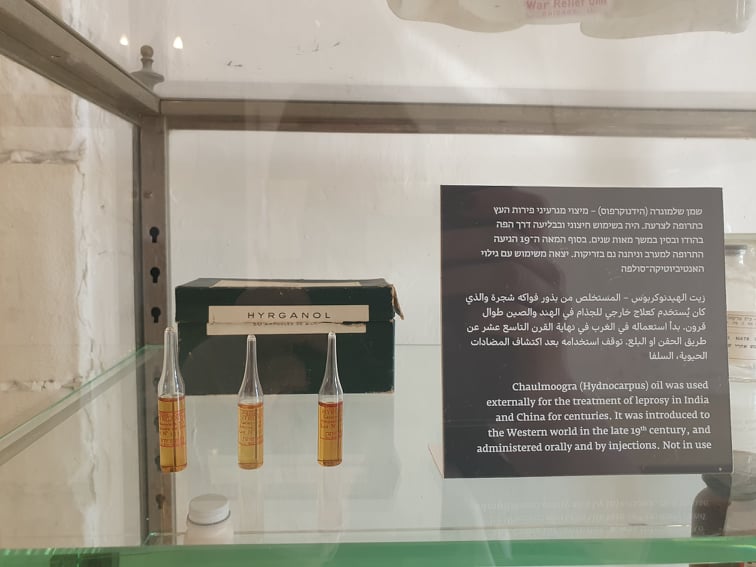 War Relief Unit
HYRGANOL
שמן שלמוגרה (הידנוקרפוס) – מיצוי מגרעיני פירות העץ
כתרופה לצרעת. היה בשימוש חיצוני ובבליעה דרך הפה
בהודו ובסין במשך מאות שנים. בסוף המאה ה־19 הגיעה
התרופה למערב וניתנה גם בזריקות. יצאה משימוש עם גילוי
האנטיביוטיקה־סולפה
زيت الهيدنوكربوس – المستخلص من بذور فواكه شجرة والذي
كان يُستخدم كعلاج خارجي للجذام في الهند والصين طوال
قرون. بدأ استعماله في الغرب في نهاية القرن التاسع عشر عن
طريق الحقن او البلع. توقف استخدامه بعد اكتشاف المضادات
الحيوية، السلفا
Chaulmoogra (Hydnocarpus) oil was used
externally for the treatment of leprosy in India
and China for centuries. It was introduced to
the Western world in the late 19th century, and
administered orally and by injections. Not in use